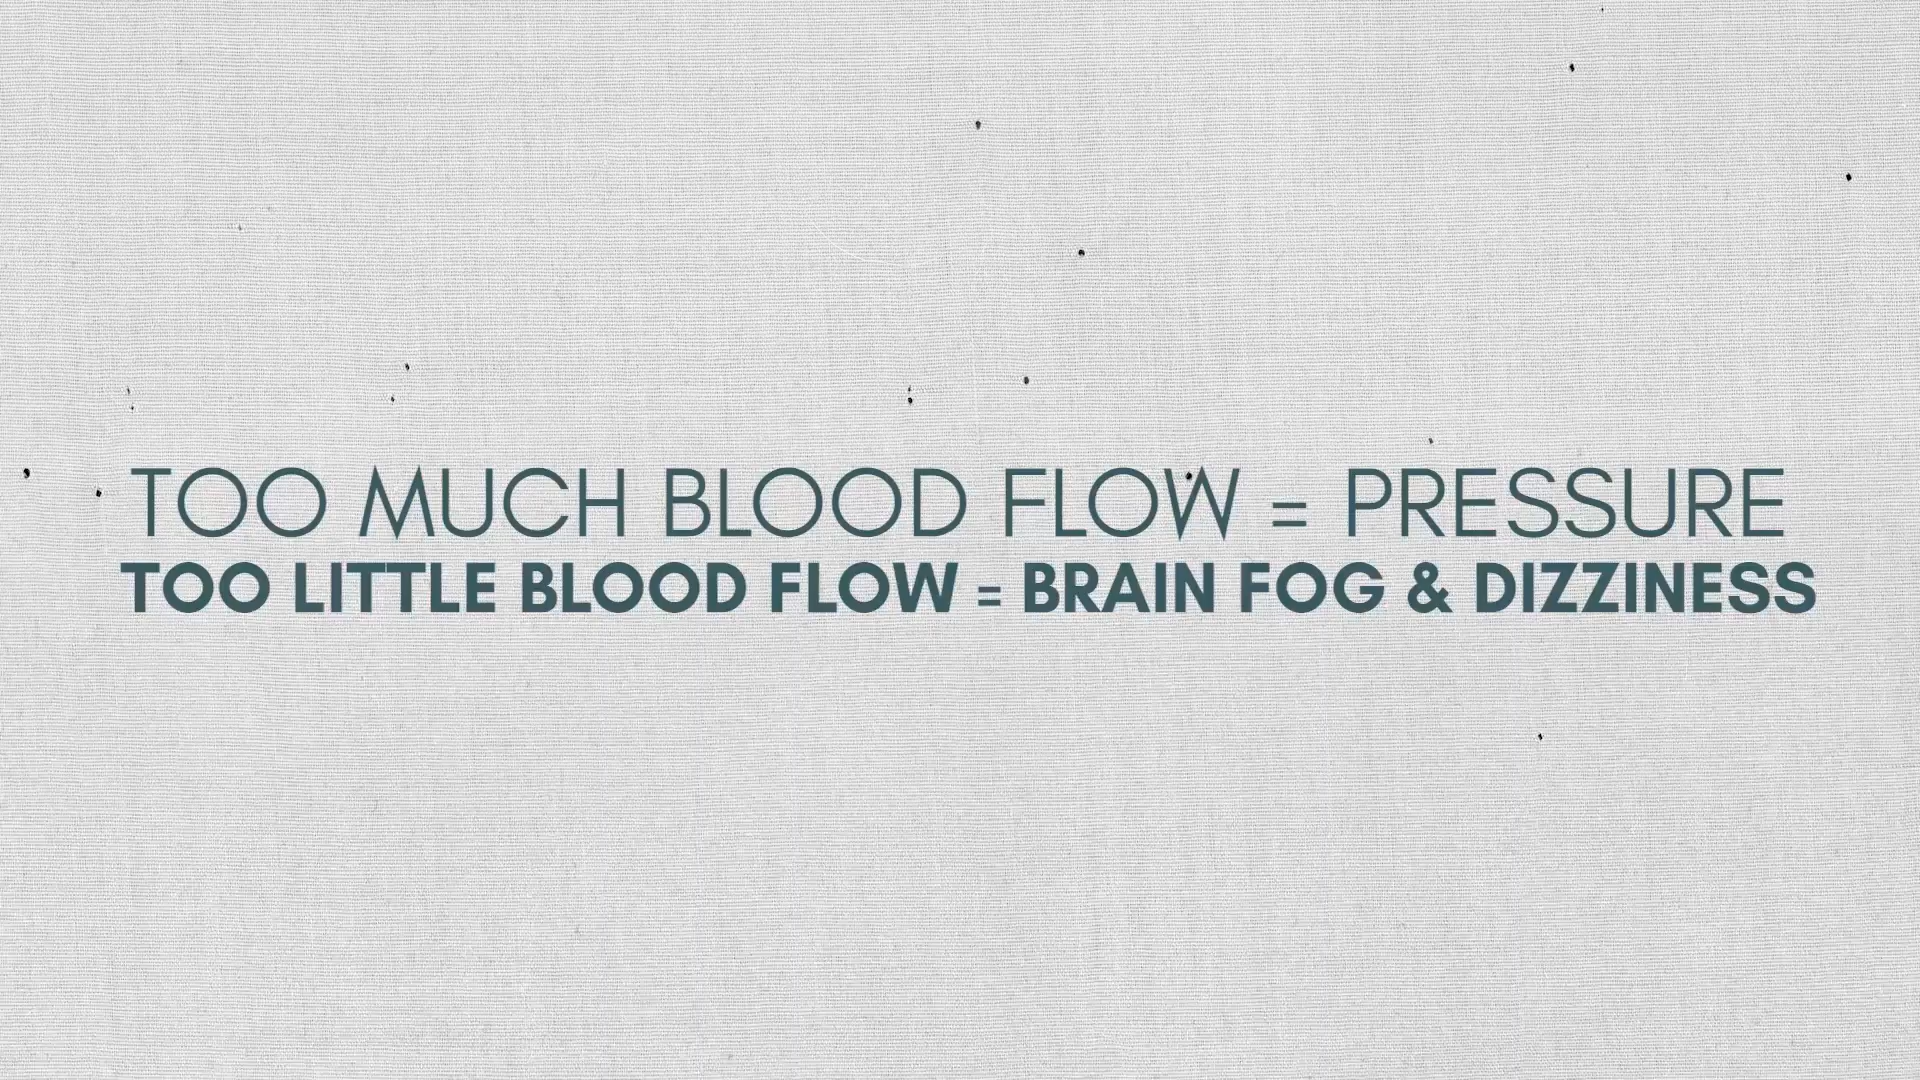 TOO MUCH BLOOD FLOW = PRESSURE
TOO LITTLE BLOOD FLOW = BRAIN FOG & DIZZINESS